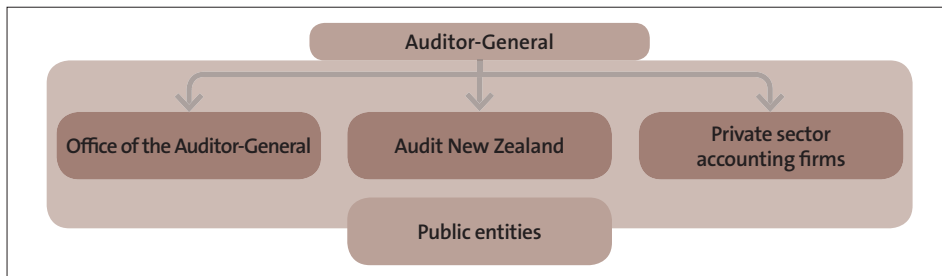 Auditor-General
Office of the Auditor-General
Audit New Zealand
Private sector
accounting firms
Public entities